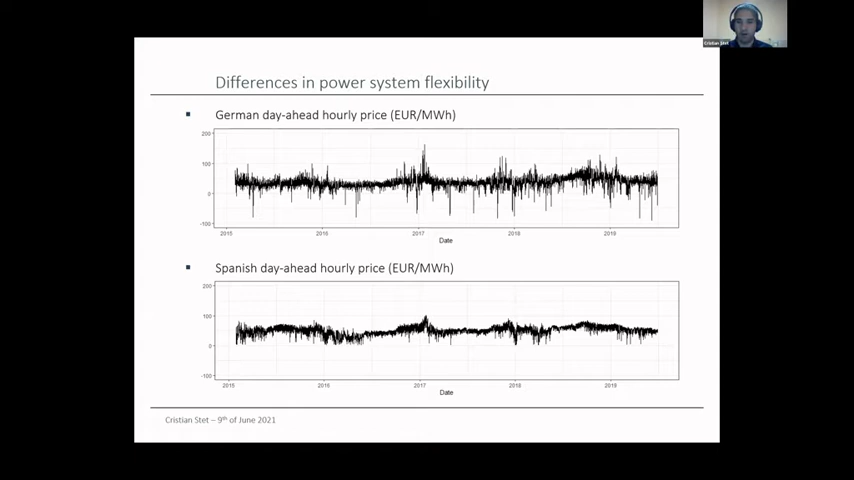 Cristian Stet
Differences in power system flexibility
German day-ahead hourly price (EUR/MWh)
200
100
0
-100
2015 2016 2017 2018 2019
Date
Spanish day-ahead hourly price (EUR/MWh)
200
100
0
-100
2015 2016 2017 2018 2019
Date
Cristian Stet – 9th of June 2021